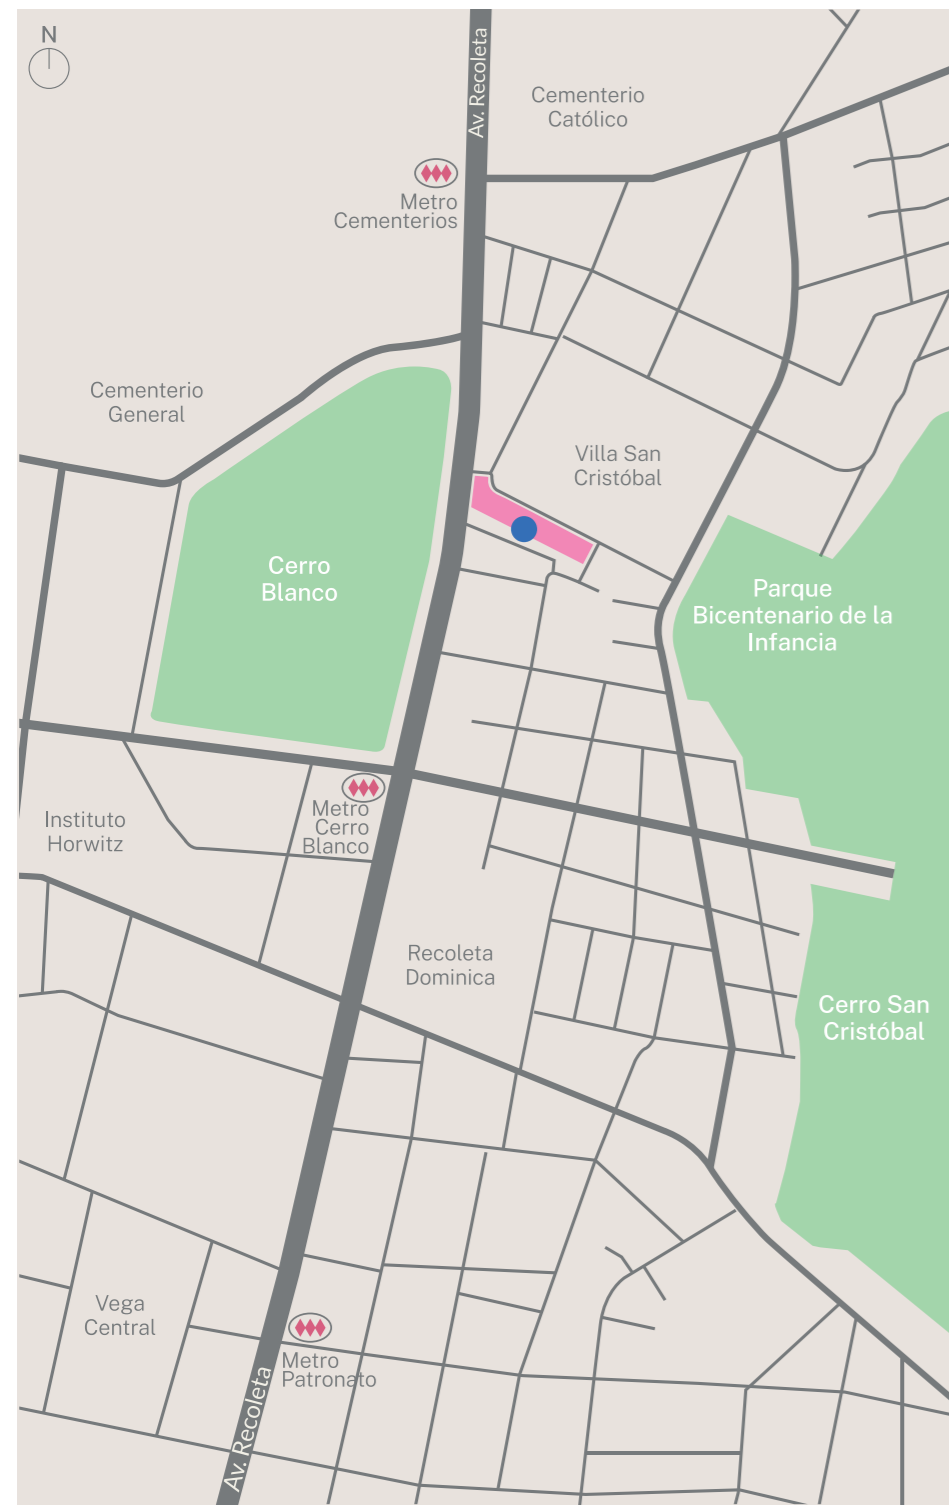 N
Av. Recoleta
Cementerio
Católico
Metro
Cementerios
Cementerio
General
Villa San
Cristóbal
Cerro
Blanco
Parque
Bicentenario de la
Infancia
Metro
Cerro
Blanco
Instituto
Horwitz
Recoleta
Dominica
Cerro San
Cristóbal
Vega
Central
Metro
Patronato
Av. Recoleta